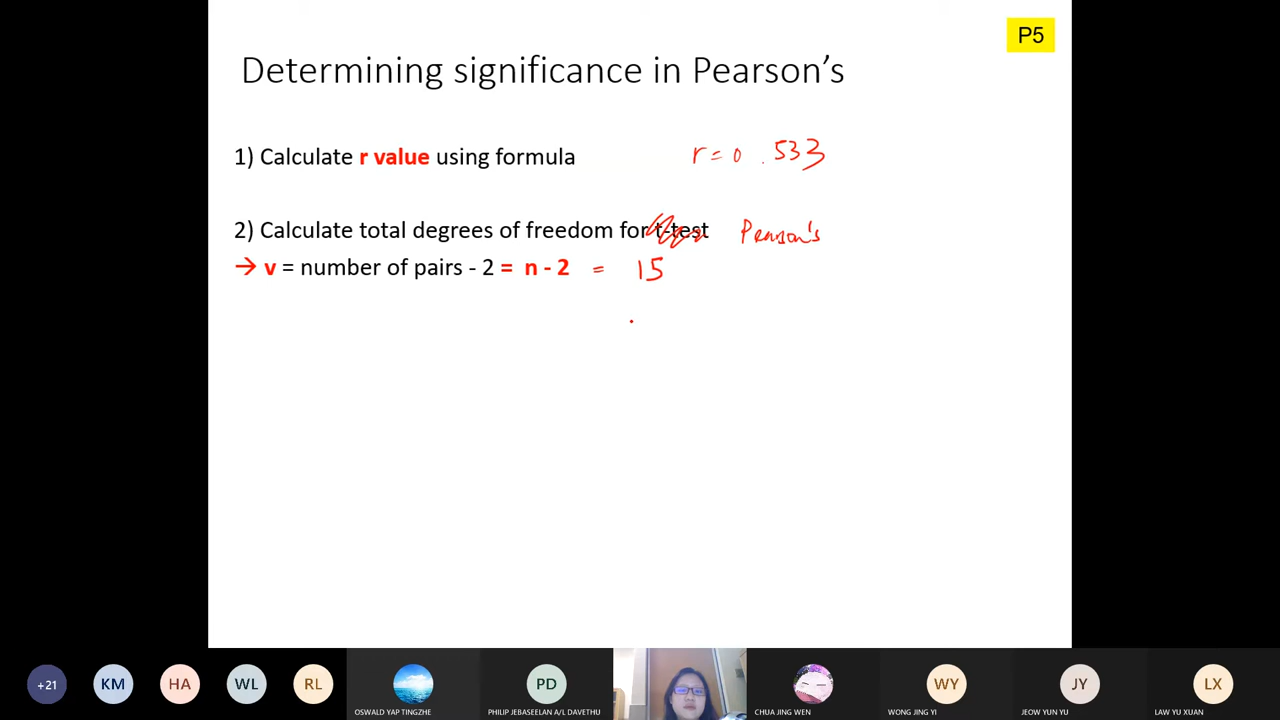 P5
Determining significance in Pearson's
1) Calculate r value using formula r = 0.533
2) Calculate total degrees of freedom for t-test Pearson's
→ v = number of pairs - 2 = n - 2 = 15
+21 KM HA WL RL PD WY JY LX
OSWALD YAP TINGZHE PHILIP JEBASEELAN A/L DAVETHU CHUA JING WEN WONG JING YI JEOW YUN YU LAW YU XUAN